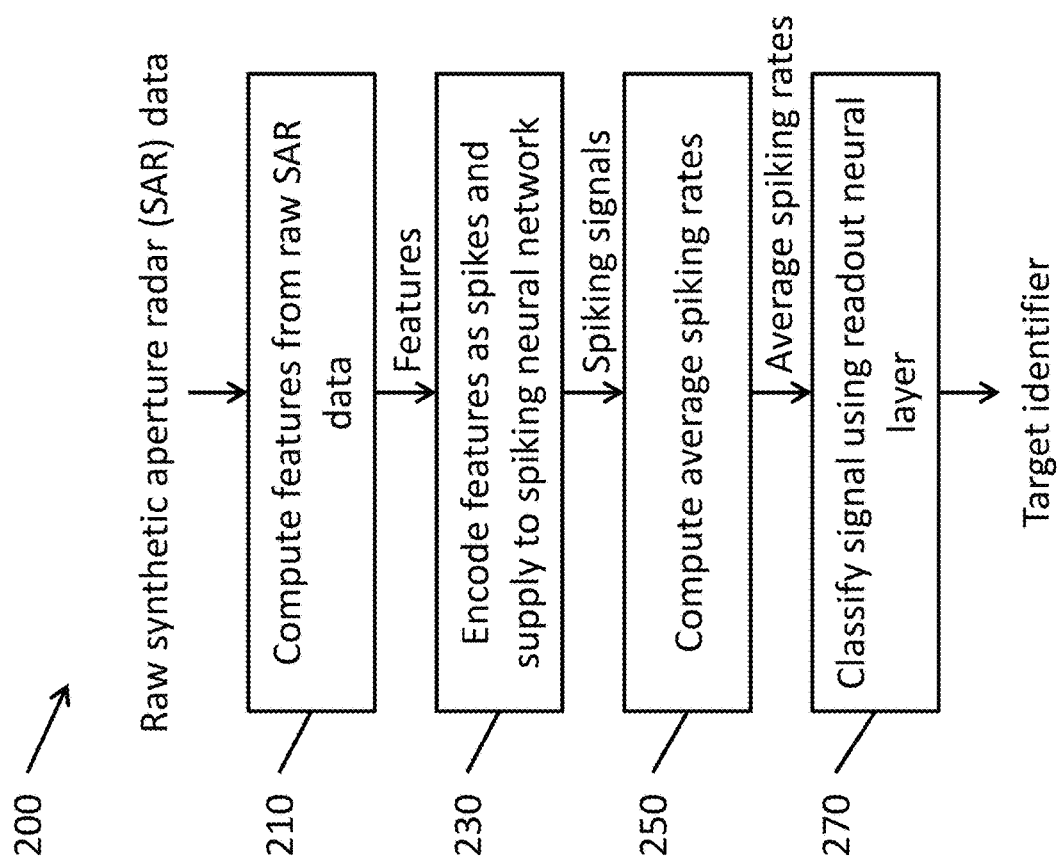 200
Raw synthetic aperture radar (SAR) data
210
Compute features from raw SAR
data
Features
230
Encode features as spikes and
supply to spiking neural network
Spiking signals
250
Compute average spiking rates
Average spiking rates
270
Classify signal using readout neural
layer
Target identifier